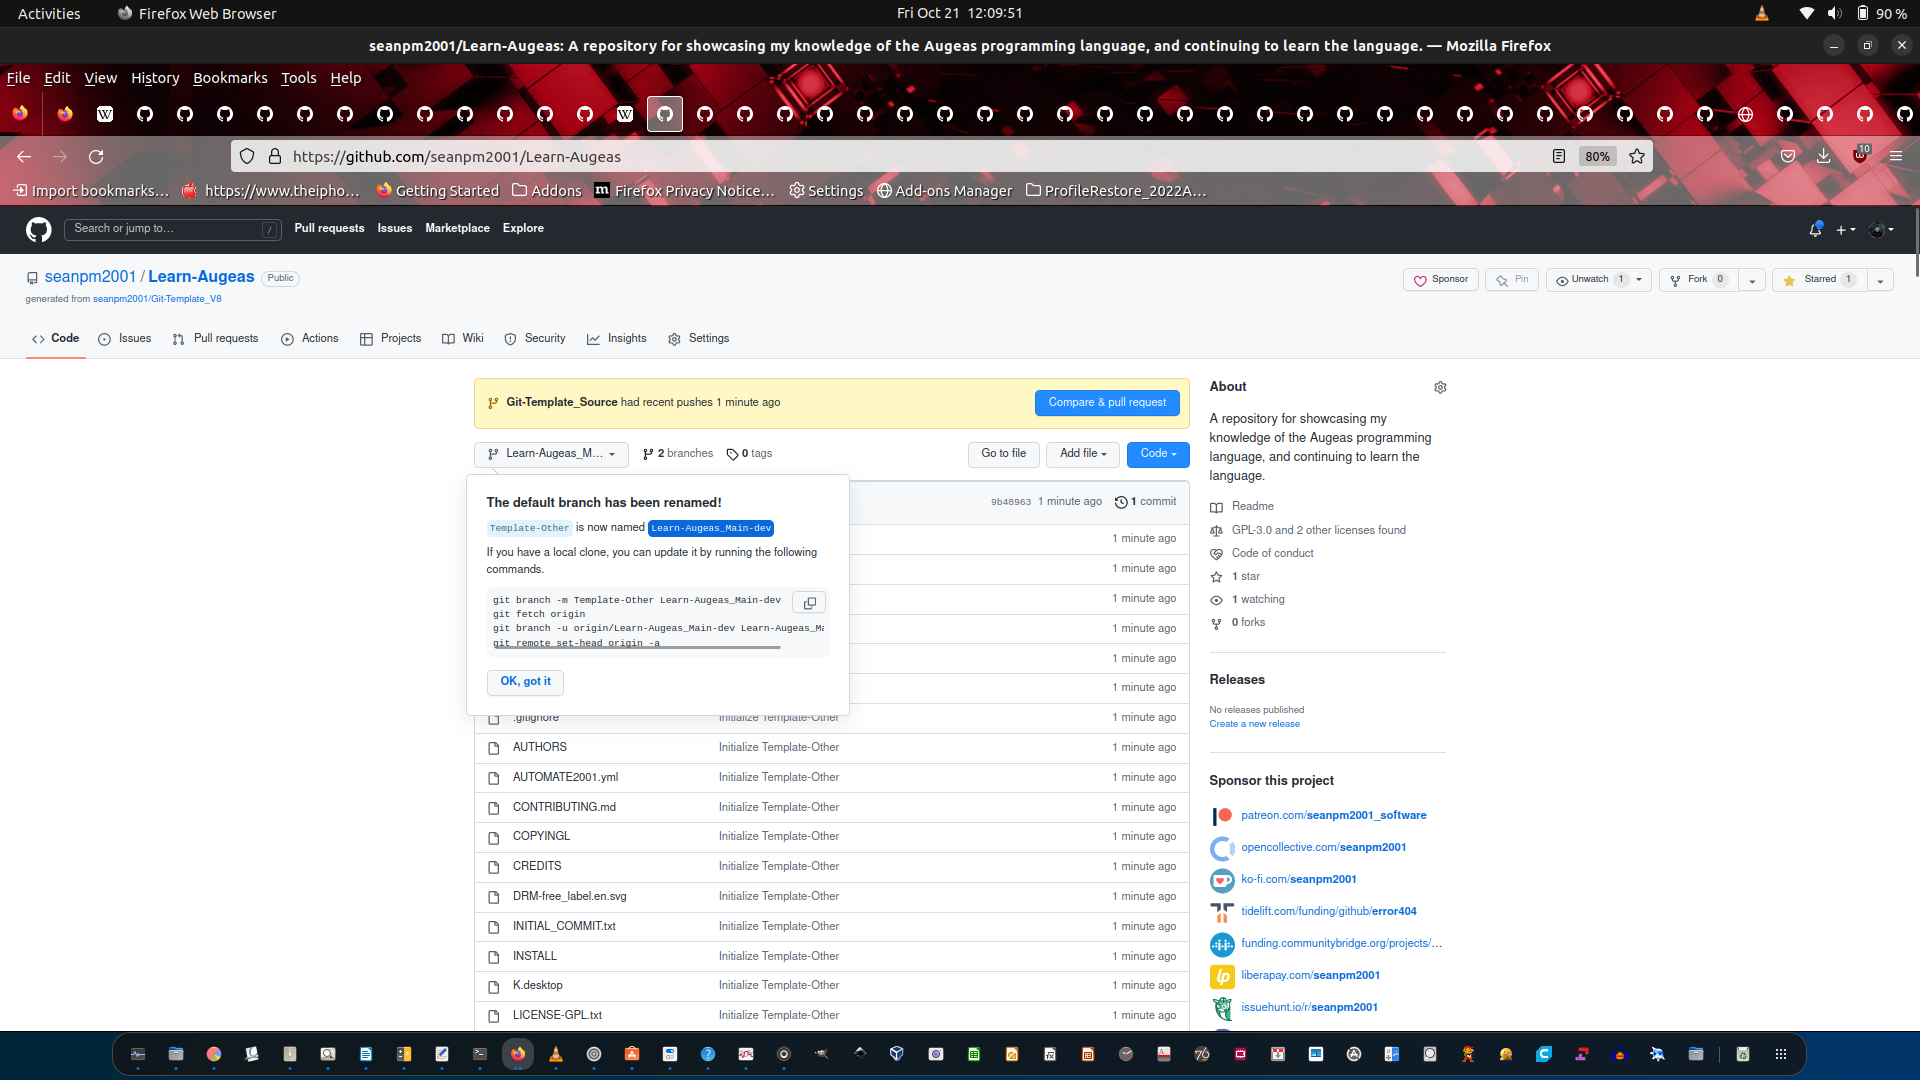 Activities
Firefox Web Browser
Fri Oct 21 12:09:51
90 %
seanpm2001/Learn-Augeas: A repository for showcasing my knowledge of the Augeas programming language, and continuing to learn the language. — Mozilla Firefox
File Edit View History Bookmarks Tools Help
https://github.com/seanpm2001/Learn-Augeas
80%
10
Import bookmarks…
https://www.theipho…
Getting Started
Addons
Firefox Privacy Notice…
Settings
Add-ons Manager
ProfileRestore_2022A…
Search or jump to…
/
Pull requests
Issues
Marketplace
Explore
seanpm2001 / Learn-Augeas
Public
generated from seanpm2001/Git-Template_V8
Sponsor
Pin
Unwatch 1
Fork 0
Starred 1
Code
Issues
Pull requests
Actions
Projects
Wiki
Security
Insights
Settings
Git-Template_Source had recent pushes 1 minute ago
Compare & pull request
Learn-Augeas_M…
2 branches
0 tags
Go to file
Add file
Code
9b48963 1 minute ago
1 commit
The default branch has been renamed!
Template-Other is now named Learn-Augeas_Main-dev
If you have a local clone, you can update it by running the following
commands.
git branch -m Template-Other Learn-Augeas_Main-dev
git fetch origin
git branch -u origin/Learn-Augeas_Main-dev Learn-Augeas_Ma
git remote set-head origin -a
OK, got it
1 minute ago
1 minute ago
1 minute ago
1 minute ago
1 minute ago
1 minute ago
.gitignore Initialize Template-Other 1 minute ago
AUTHORS Initialize Template-Other 1 minute ago
AUTOMATE2001.yml Initialize Template-Other 1 minute ago
CONTRIBUTING.md Initialize Template-Other 1 minute ago
COPYINGL Initialize Template-Other 1 minute ago
CREDITS Initialize Template-Other 1 minute ago
DRM-free_label.en.svg Initialize Template-Other 1 minute ago
INITIAL_COMMIT.txt Initialize Template-Other 1 minute ago
INSTALL Initialize Template-Other 1 minute ago
K.desktop Initialize Template-Other 1 minute ago
LICENSE-GPL.txt Initialize Template-Other 1 minute ago
About
A repository for showcasing my
knowledge of the Augeas programming
language, and continuing to learn the
language.
Readme
GPL-3.0 and 2 other licenses found
Code of conduct
1 star
1 watching
0 forks
Releases
No releases published
Create a new release
Sponsor this project
patreon.com/seanpm2001_software
opencollective.com/seanpm2001
ko-fi.com/seanpm2001
tidelift.com/funding/github/error404
funding.communitybridge.org/projects/…
liberapay.com/seanpm2001
issuehunt.io/r/seanpm2001